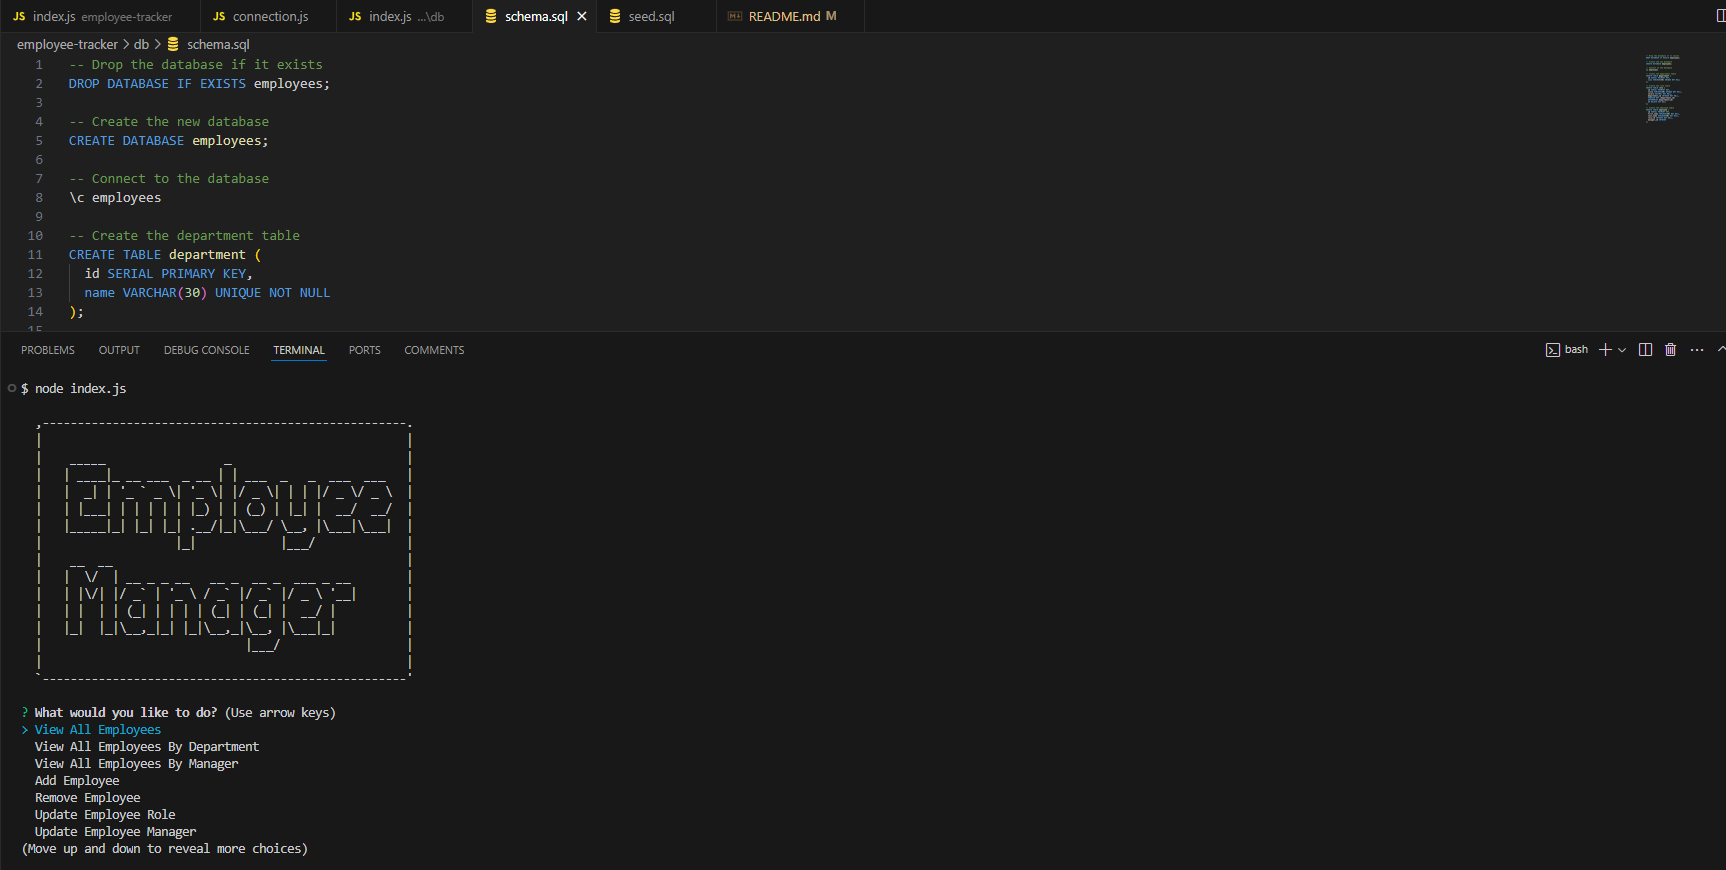 JS index.js employee-tracker JS connection.js JS index.js ...\db schema.sql seed.sql README.md M
employee-tracker > db > schema.sql
1 -- Drop the database if it exists
2 DROP DATABASE IF EXISTS employees;
3
4 -- Create the new database
5 CREATE DATABASE employees;
6
7 -- Connect to the database
8 \c employees
9
10 -- Create the department table
11 CREATE TABLE department (
12 id SERIAL PRIMARY KEY,
13 name VARCHAR(30) UNIQUE NOT NULL
14 );
15
PROBLEMS OUTPUT DEBUG CONSOLE TERMINAL PORTS COMMENTS bash
$ node index.js
Employee
Manager
? What would you like to do? (Use arrow keys)
> View All Employees
View All Employees By Department
View All Employees By Manager
Add Employee
Remove Employee
Update Employee Role
Update Employee Manager
(Move up and down to reveal more choices)